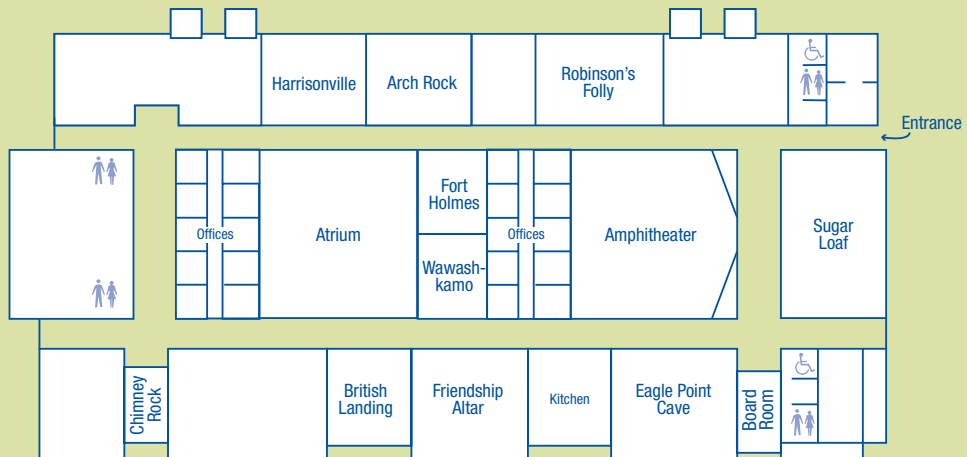 Harrisonville
Arch Rock
Robinson's
Folly
Entrance
Offices
Atrium
Fort
Holmes
Wawash-
kamo
Offices
Amphitheater
Sugar
Loaf
Chimney
Rock
British
Landing
Friendship
Altar
Kitchen
Eagle Point
Cave
Board
Room